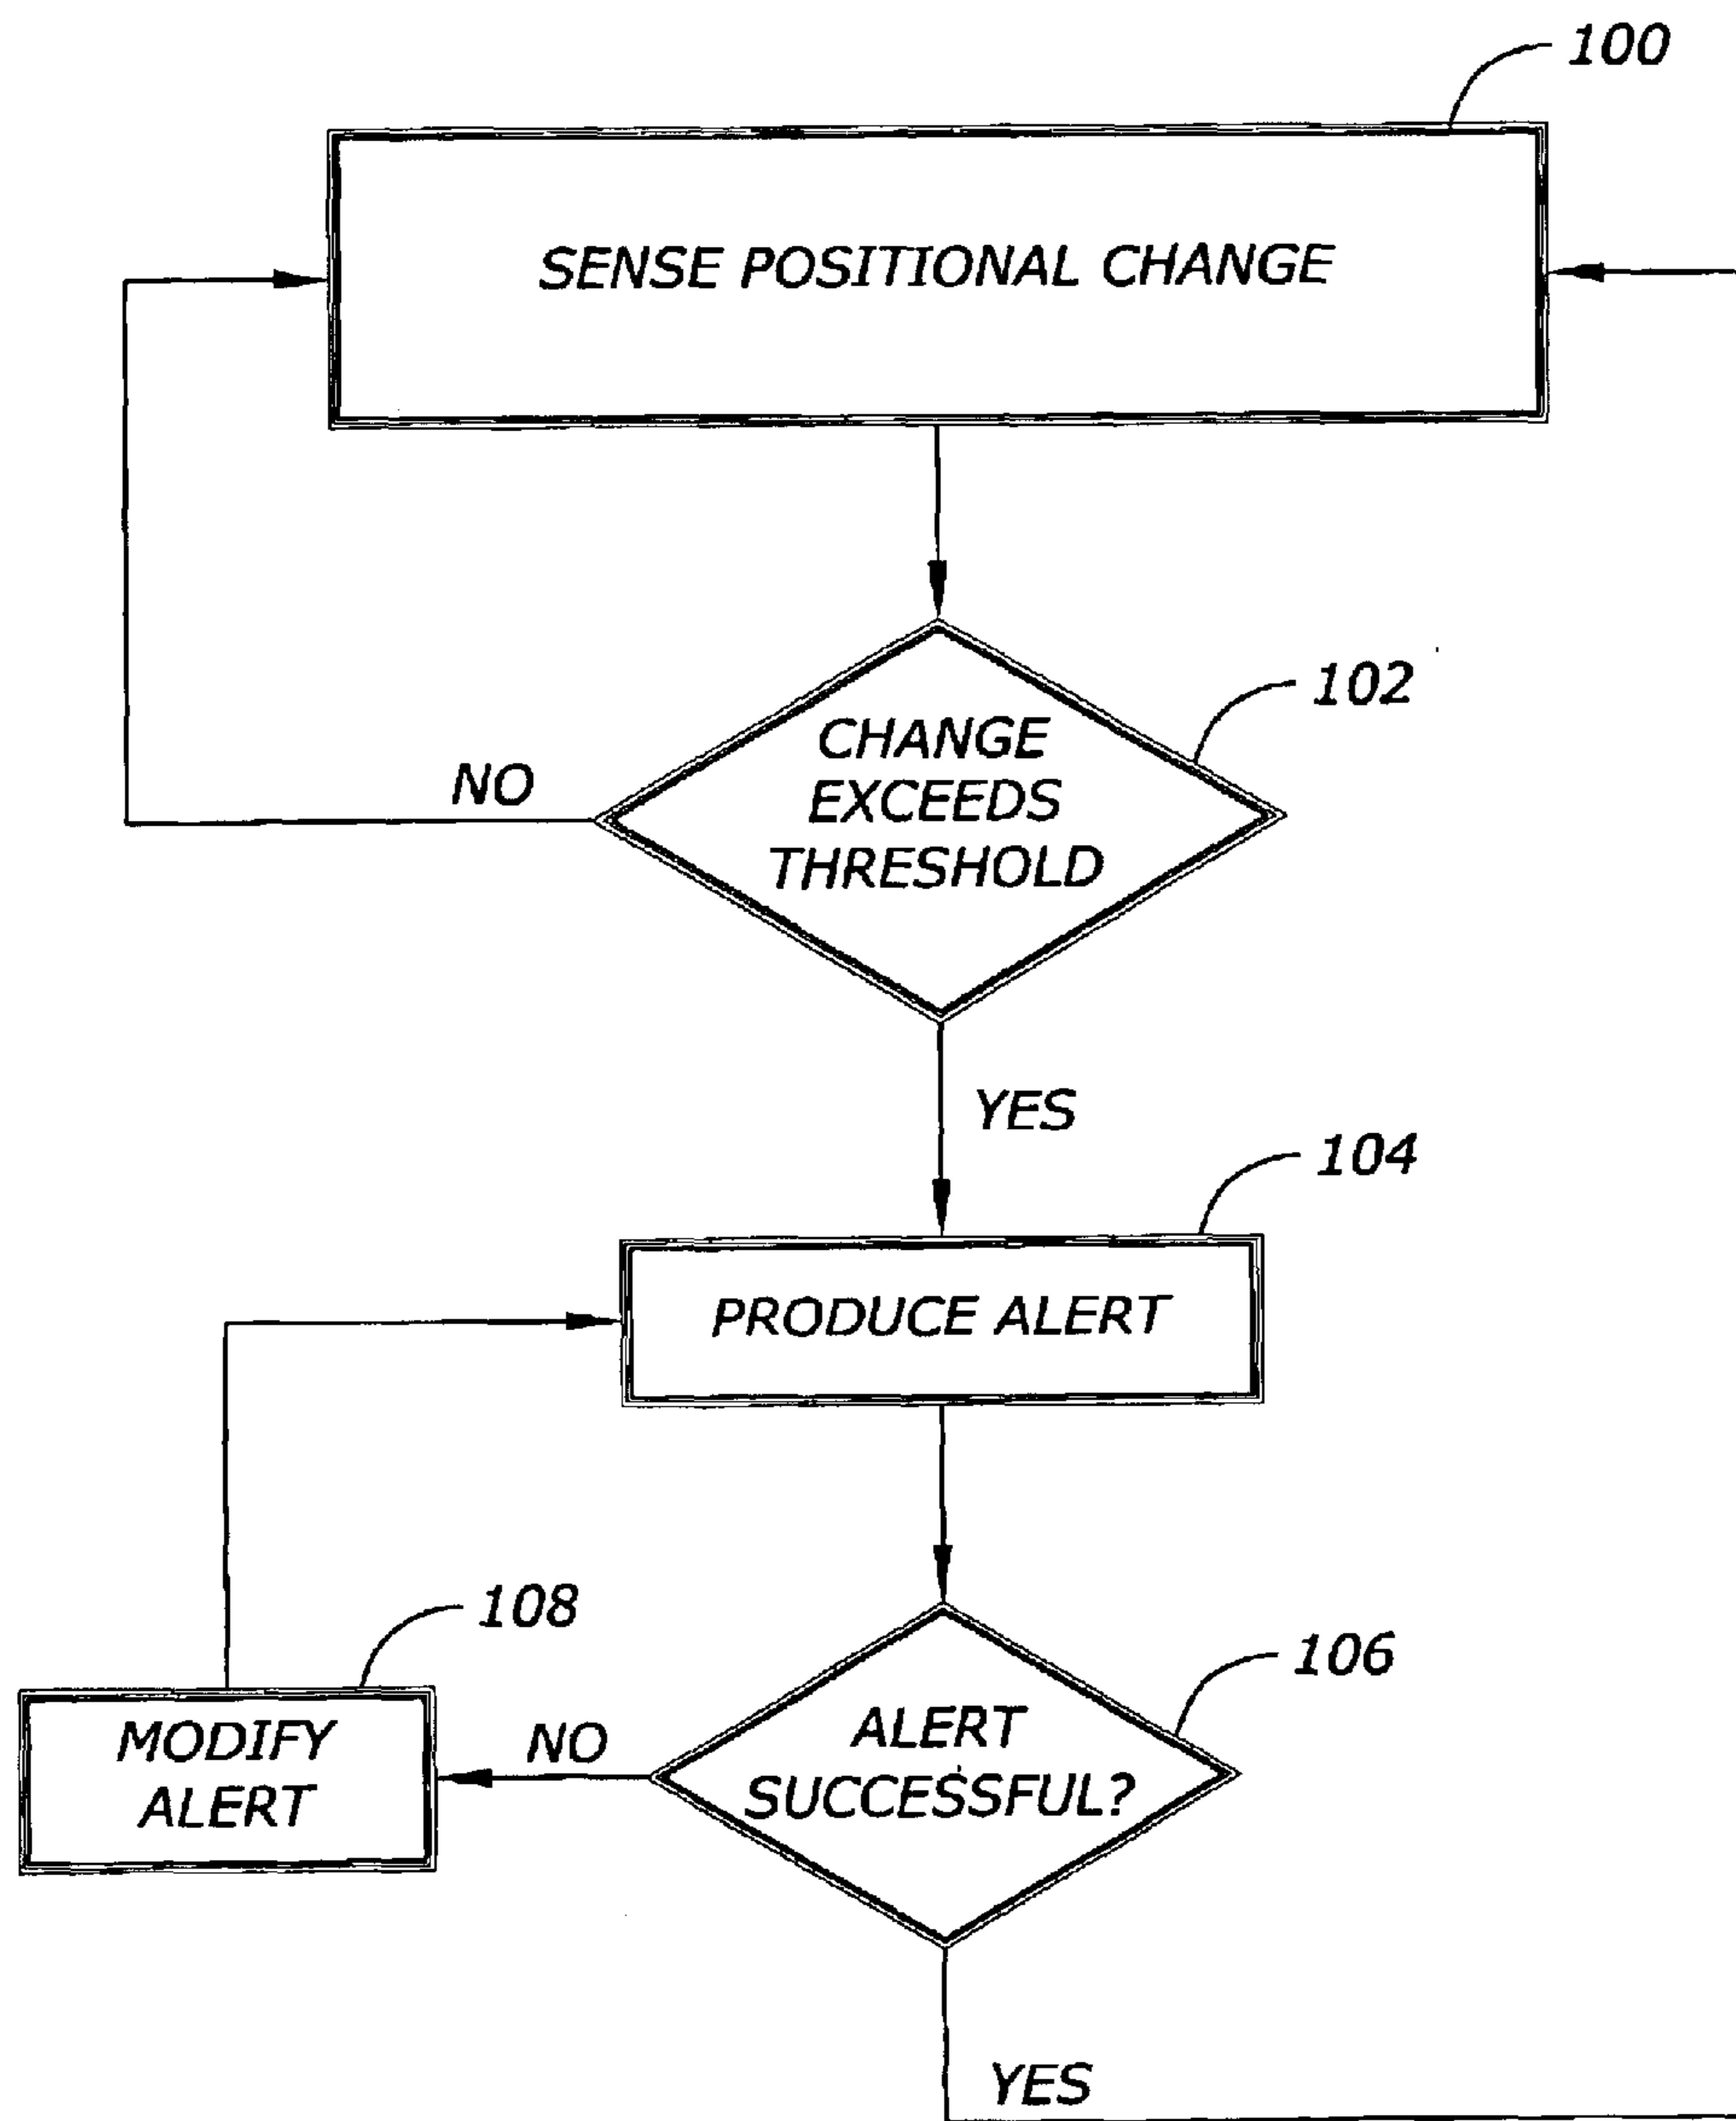 100
SENSE POSITIONAL CHANGE
102
CHANGE
EXCEEDS
THRESHOLD
NO
YES
104
PRODUCE ALERT
108
106
MODIFY
ALERT
NO
ALERT
SUCCESSFUL?
YES